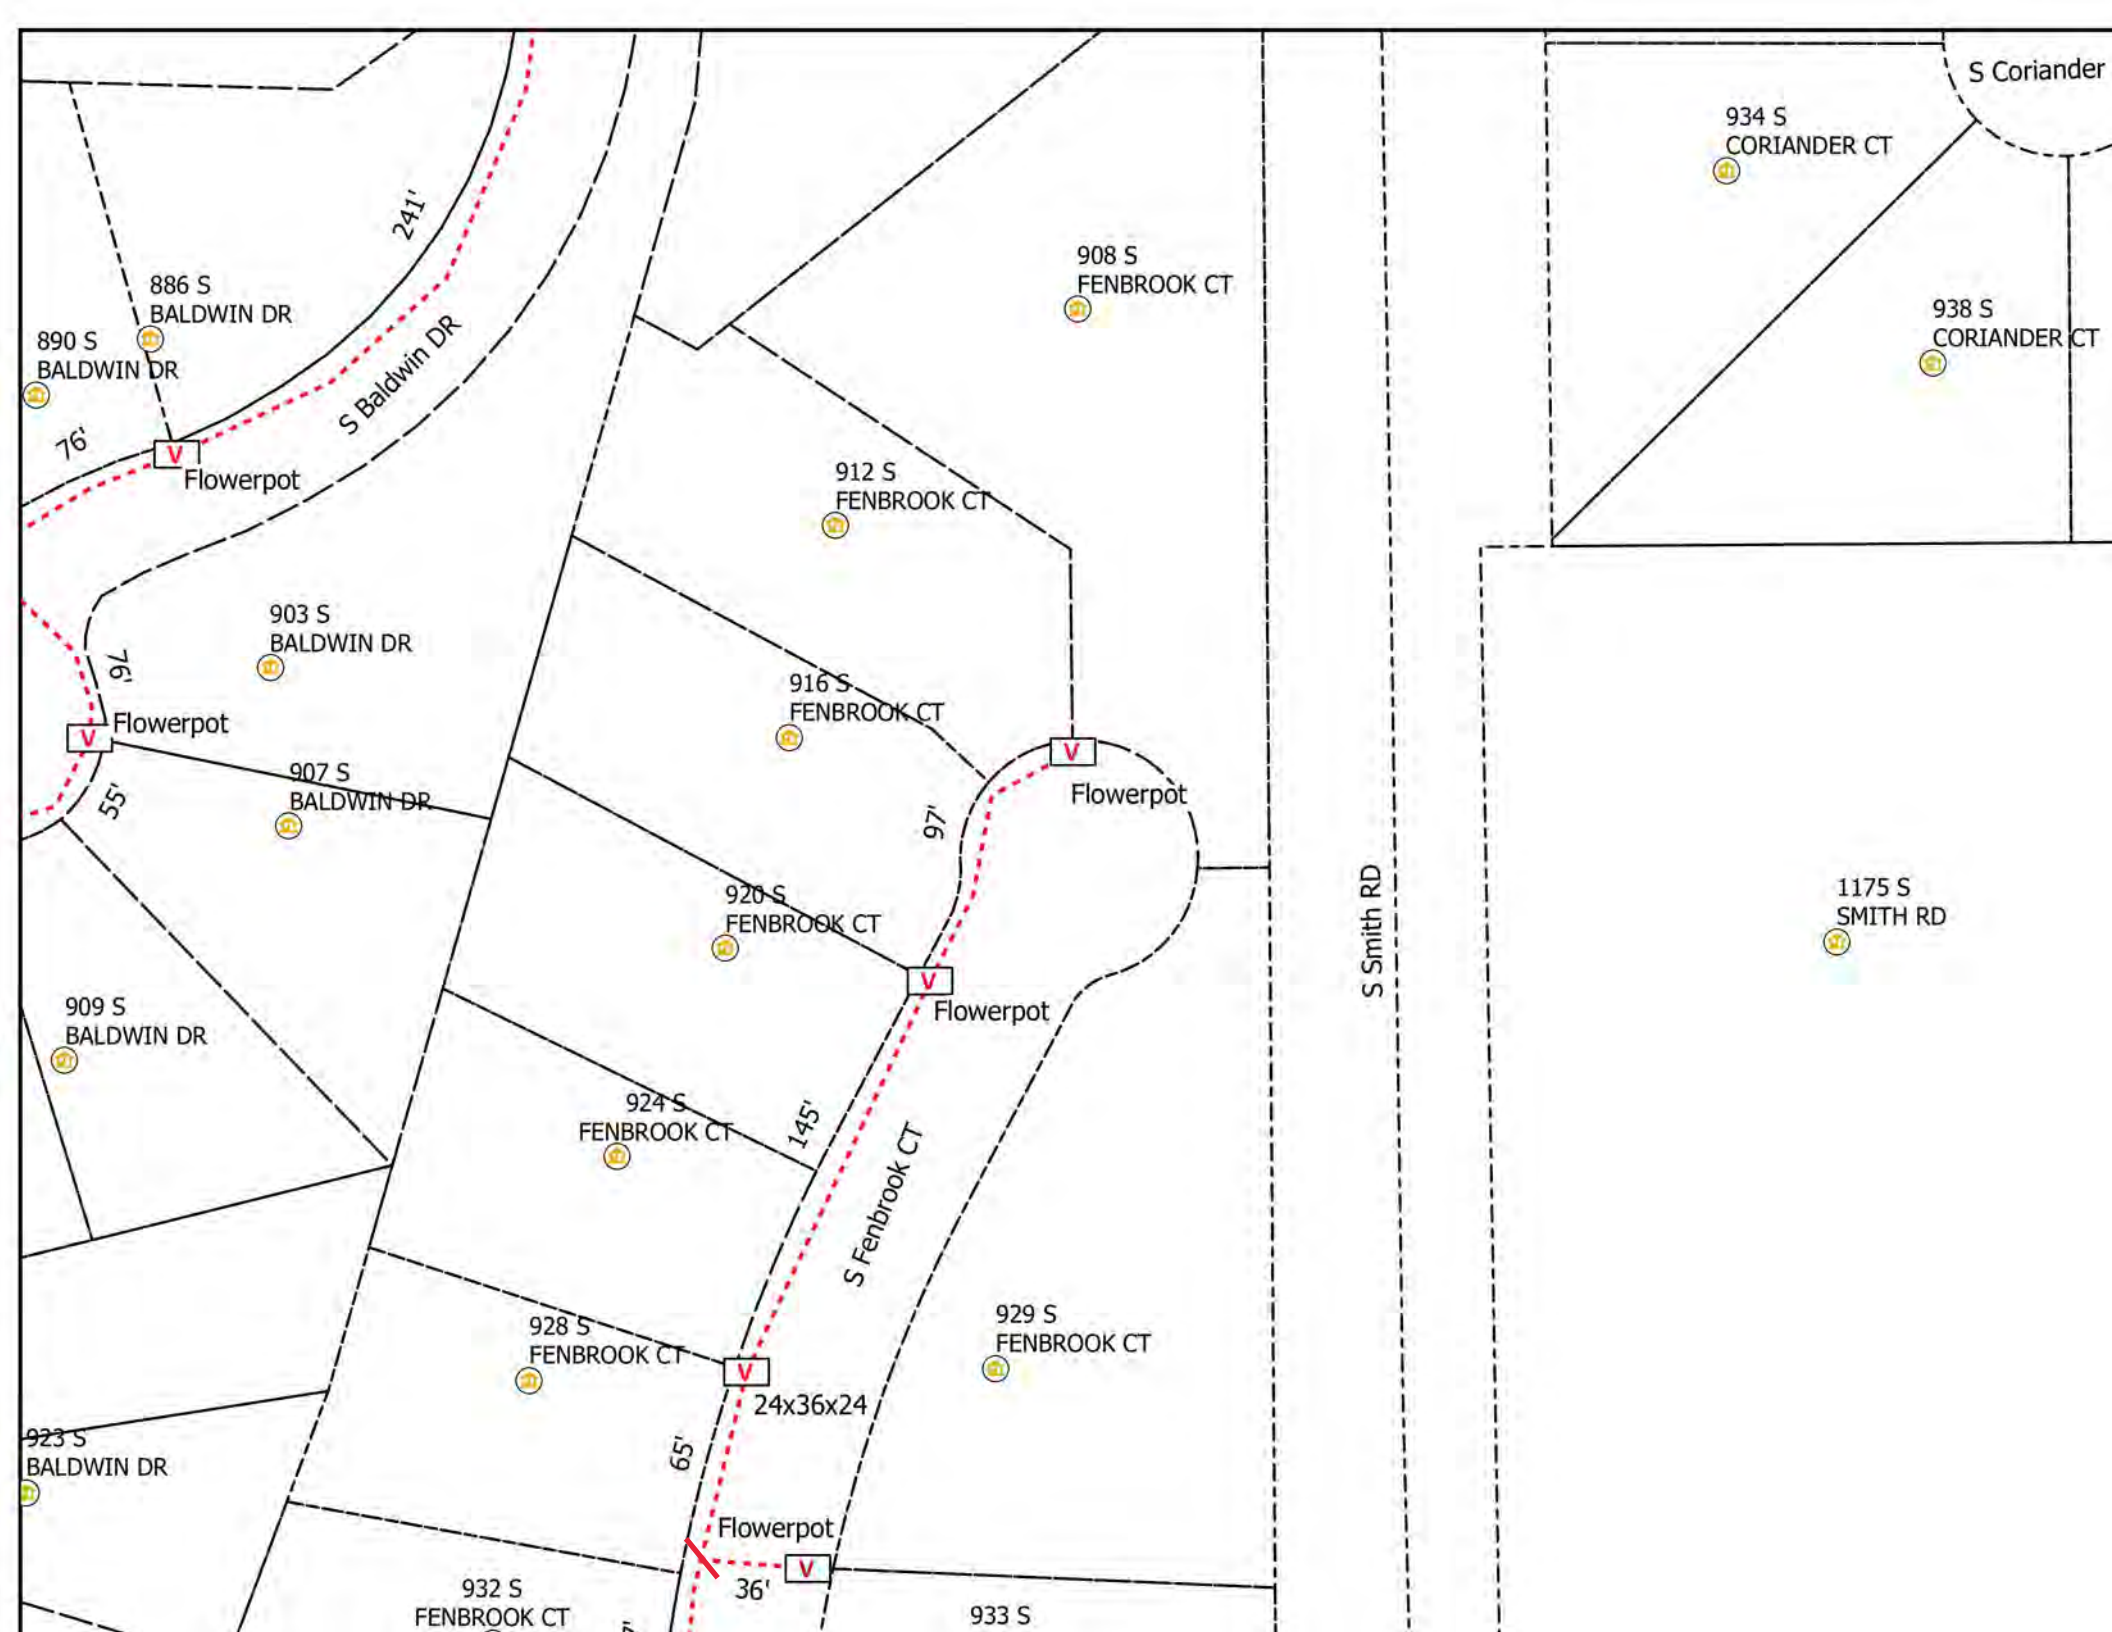 S Coriander
934 S
CORIANDER CT
241'
908 S
FENBROOK CT
886 S
BALDWIN DR
938 S
CORIANDER CT
890 S
BALDWIN DR
S Baldwin DR
76'
V
Flowerpot
912 S
FENBROOK CT
903 S
BALDWIN DR
76'
916 S
FENBROOK CT
Flowerpot
V
V
Flowerpot
907 S
BALDWIN DR
55'
97'
920 S
FENBROOK CT
S Smith RD
1175 S
SMITH RD
V
Flowerpot
909 S
BALDWIN DR
924 S
FENBROOK CT
145'
S Fenbrook CT
928 S
FENBROOK CT
929 S
FENBROOK CT
V
24x36x24
923 S
BALDWIN DR
65'
Flowerpot
V
36'
932 S
FENBROOK CT
933 S